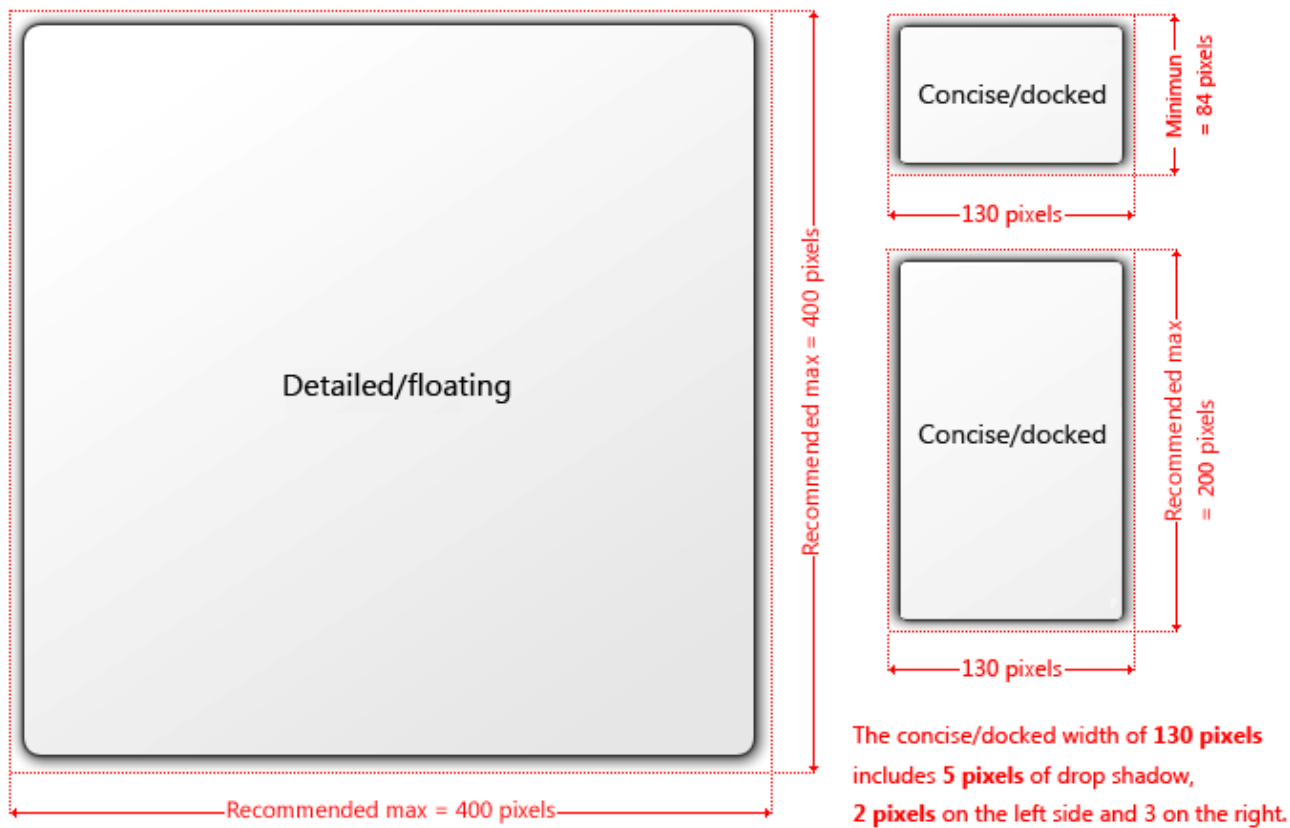 Detailed/floating
Recommended max = 400 pixels
Recommended max = 400 pixels
Concise/docked
Minimun
= 84 pixels
130 pixels
Concise/docked
Recommended max
= 200 pixels
130 pixels
The concise/docked width of 130 pixels
includes 5 pixels of drop shadow,
2 pixels on the left side and 3 on the right.